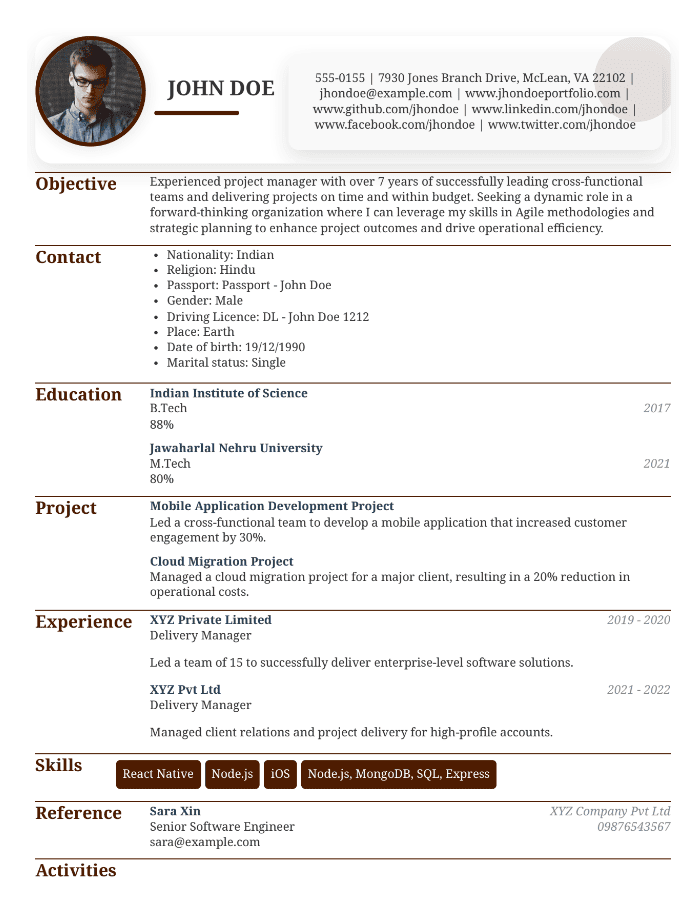 JOHN DOE
555-0155 | 7930 Jones Branch Drive, McLean, VA 22102 |
jhondoe@example.com | www.jhondoeportfolio.com |
www.github.com/jhondoe | www.linkedin.com/jhondoe |
www.facebook.com/jhondoe | www.twitter.com/jhondoe
Objective
Experienced project manager with over 7 years of successfully leading cross-functional
teams and delivering projects on time and within budget. Seeking a dynamic role in a
forward-thinking organization where I can leverage my skills in Agile methodologies and
strategic planning to enhance project outcomes and drive operational efficiency.
Contact
• Nationality: Indian
• Religion: Hindu
• Passport: Passport - John Doe
• Gender: Male
• Driving Licence: DL - John Doe 1212
• Place: Earth
• Date of birth: 19/12/1990
• Marital status: Single
Education
Indian Institute of Science
B.Tech 2017
88%
Jawaharlal Nehru University
M.Tech 2021
80%
Project
Mobile Application Development Project
Led a cross-functional team to develop a mobile application that increased customer
engagement by 30%.
Cloud Migration Project
Managed a cloud migration project for a major client, resulting in a 20% reduction in
operational costs.
Experience
XYZ Private Limited 2019 - 2020
Delivery Manager
Led a team of 15 to successfully deliver enterprise-level software solutions.
XYZ Pvt Ltd 2021 - 2022
Delivery Manager
Managed client relations and project delivery for high-profile accounts.
Skills
React Native Node.js iOS Node.js, MongoDB, SQL, Express
Reference
Sara Xin XYZ Company Pvt Ltd
Senior Software Engineer 09876543567
sara@example.com
Activities